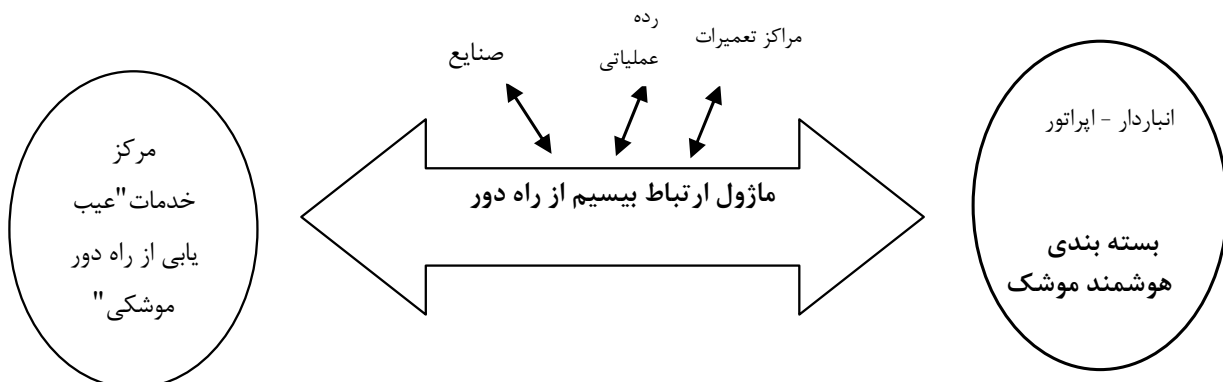 رده
عملیاتی
مراکز تعمیرات
صنایع
انباردار - اپراتور
بسته بندی
هوشمند موشک
ماژول ارتباط بیسیم از راه دور
مرکز
خدمات"عیب
یابی از راه دور
موشکی"